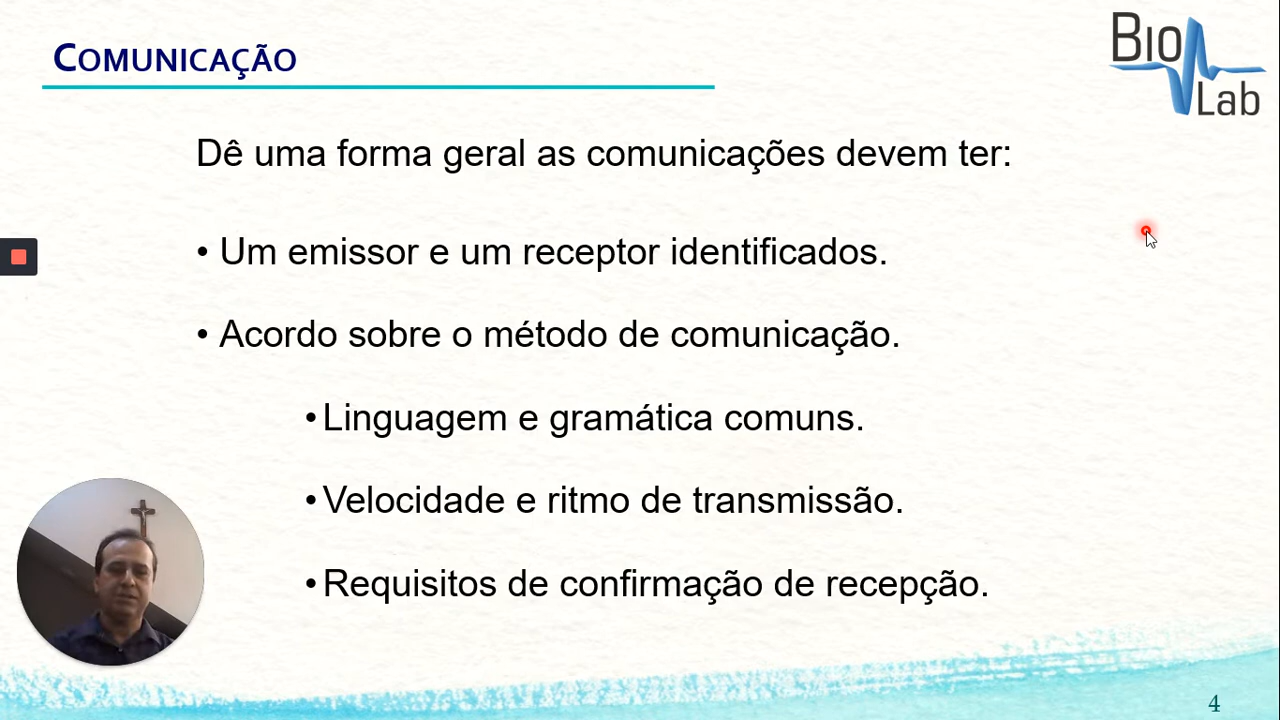 COMUNICAÇÃO
Bio
Lab
Dê uma forma geral as comunicações devem ter:
• Um emissor e um receptor identificados.
• Acordo sobre o método de comunicação.
• Linguagem e gramática comuns.
• Velocidade e ritmo de transmissão.
• Requisitos de confirmação de recepção.
4